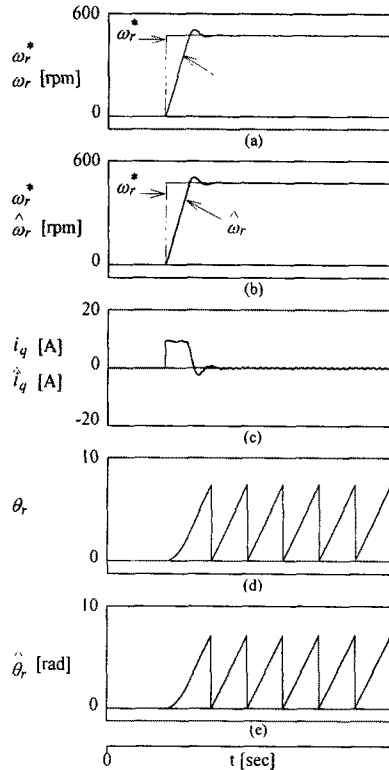 600
ω_r^*
ω_r^*
ω_r [rpm]
0
(a)
600
ω_r^*
ω_r^*
ω̂_r [rpm]
ω̂_r
0
(b)
20
i_q [A]
0
î_q [A]
-20
(c)
10
θ_r
0
(d)
10
θ̂_r [rad]
0
(e)
0
t [sec]